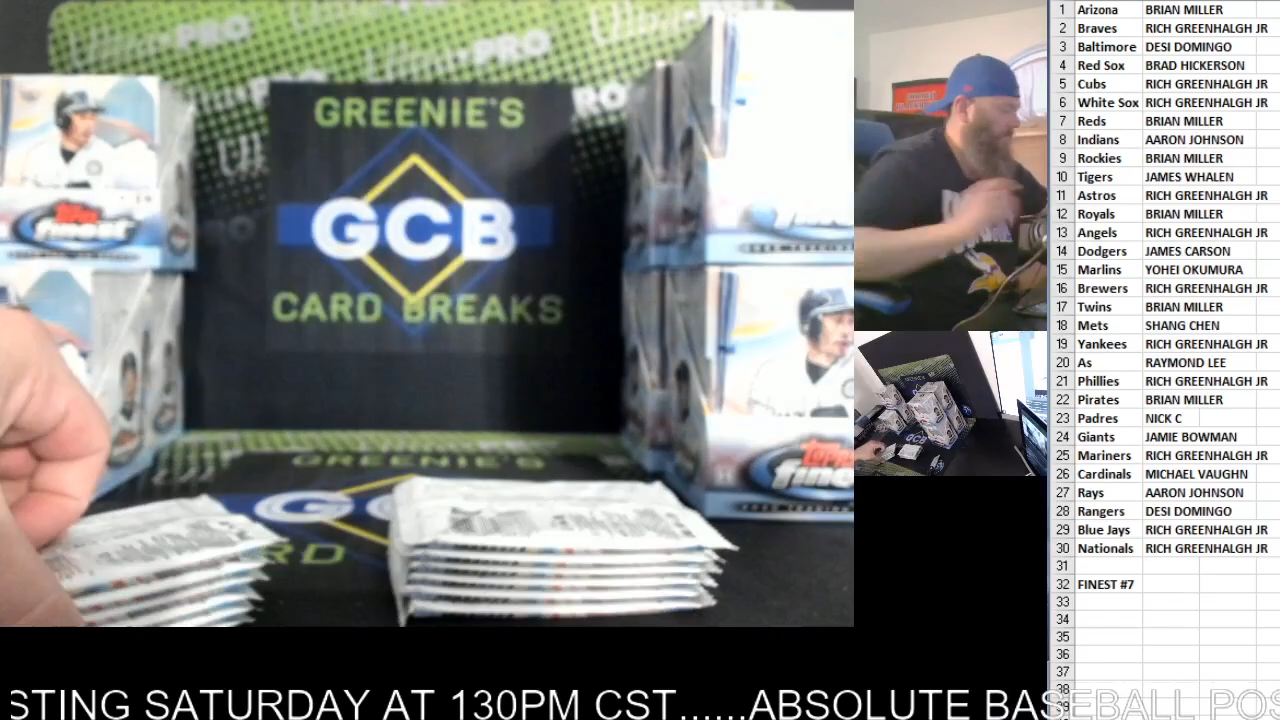 GREENIE'S
GCB
CARD BREAKS
PRO
PRO
Topps
finest
GREENIE'S
Topps
finest
1 Arizona BRIAN MILLER
2 Braves RICH GREENHALGH JR
3 Baltimore DESI DOMINGO
4 Red Sox BRAD HICKERSON
5 Cubs RICH GREENHALGH JR
6 White Sox RICH GREENHALGH JR
7 Reds BRIAN MILLER
8 Indians AARON JOHNSON
9 Rockies BRIAN MILLER
10 Tigers JAMES WHALEN
11 Astros RICH GREENHALGH JR
12 Royals BRIAN MILLER
13 Angels RICH GREENHALGH JR
14 Dodgers JAMES CARSON
15 Marlins YOHEI OKUMURA
16 Brewers RICH GREENHALGH JR
17 Twins BRIAN MILLER
18 Mets SHANG CHEN
19 Yankees RICH GREENHALGH JR
20 As RAYMOND LEE
21 Phillies RICH GREENHALGH JR
22 Pirates BRIAN MILLER
23 Padres NICK C
24 Giants JAMIE BOWMAN
25 Mariners RICH GREENHALGH JR
26 Cardinals MICHAEL VAUGHN
27 Rays AARON JOHNSON
28 Rangers DESI DOMINGO
29 Blue Jays RICH GREENHALGH JR
30 Nationals RICH GREENHALGH JR
31
32 FINEST #7
33
34
35
36
37
38
STING SATURDAY AT 130PM CST......ABSOLUTE BASEBALL POS